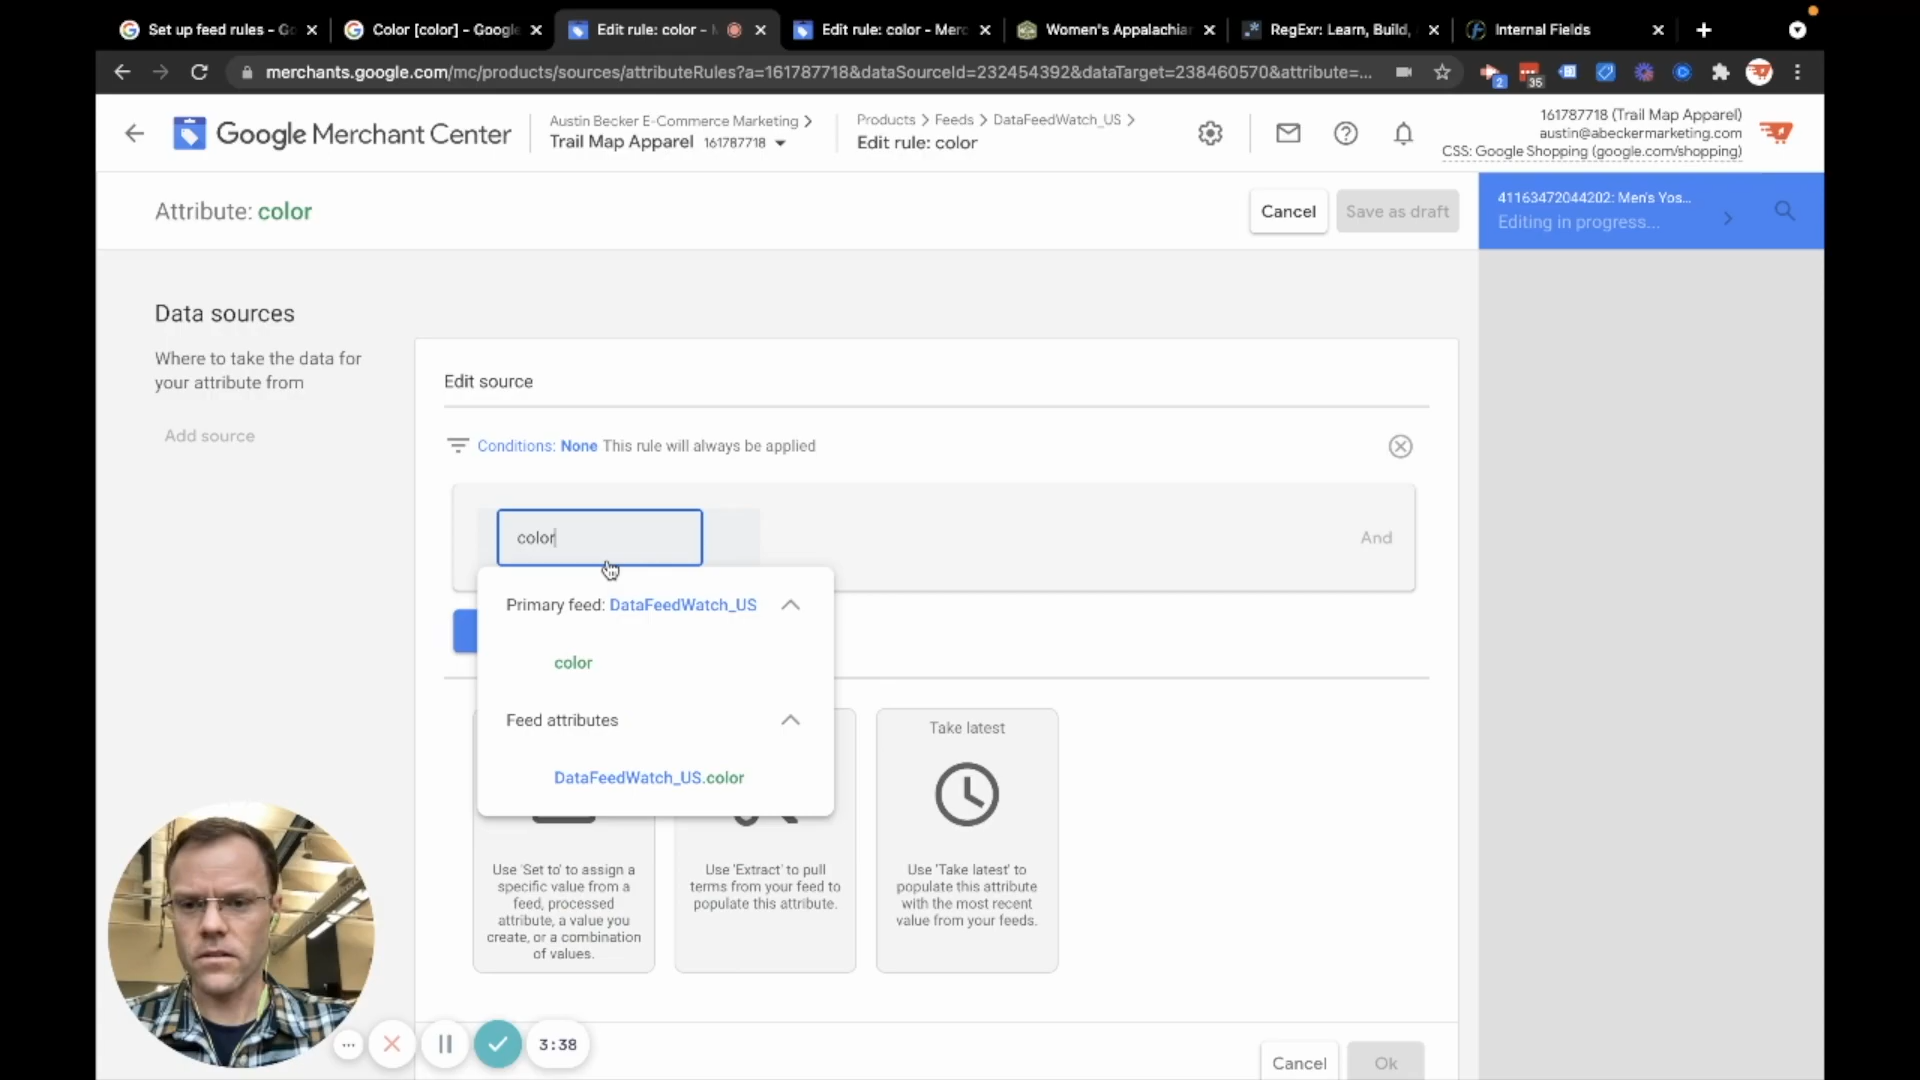 Set up feed rules - Go
Color [color] - Google
Edit rule: color - M
Edit rule: color - Merc
Women's Appalachian
RegExr: Learn, Build,
Internal Fields
merchants.google.com/mc/products/sources/attributeRules?a=161787718&dataSourceId=232454392&dataTarget=238460570&attribute=...
2
35
Google Merchant Center
Austin Becker E-Commerce Marketing
Trail Map Apparel 161787718
Products > Feeds > DataFeedWatch_US >
Edit rule: color
161787718 (Trail Map Apparel)
austin@abeckermarketing.com
CSS: Google Shopping (google.com/shopping)
Attribute: color
Cancel
Save as draft
41163472044202: Men's Yos...
Editing in progress...
Data sources
Where to take the data for
your attribute from
Add source
Edit source
Conditions: None This rule will always be applied
color
And
Primary feed: DataFeedWatch_US
color
Feed attributes
DataFeedWatch_US.color
Take latest
Use 'Set to' to assign a
specific value from a
feed, processed
attribute, a value you
create, or a combination
of values.
Use 'Extract' to pull
terms from your feed to
populate this attribute.
Use 'Take latest' to
populate this attribute
with the most recent
value from your feeds.
3:38
Cancel
Ok